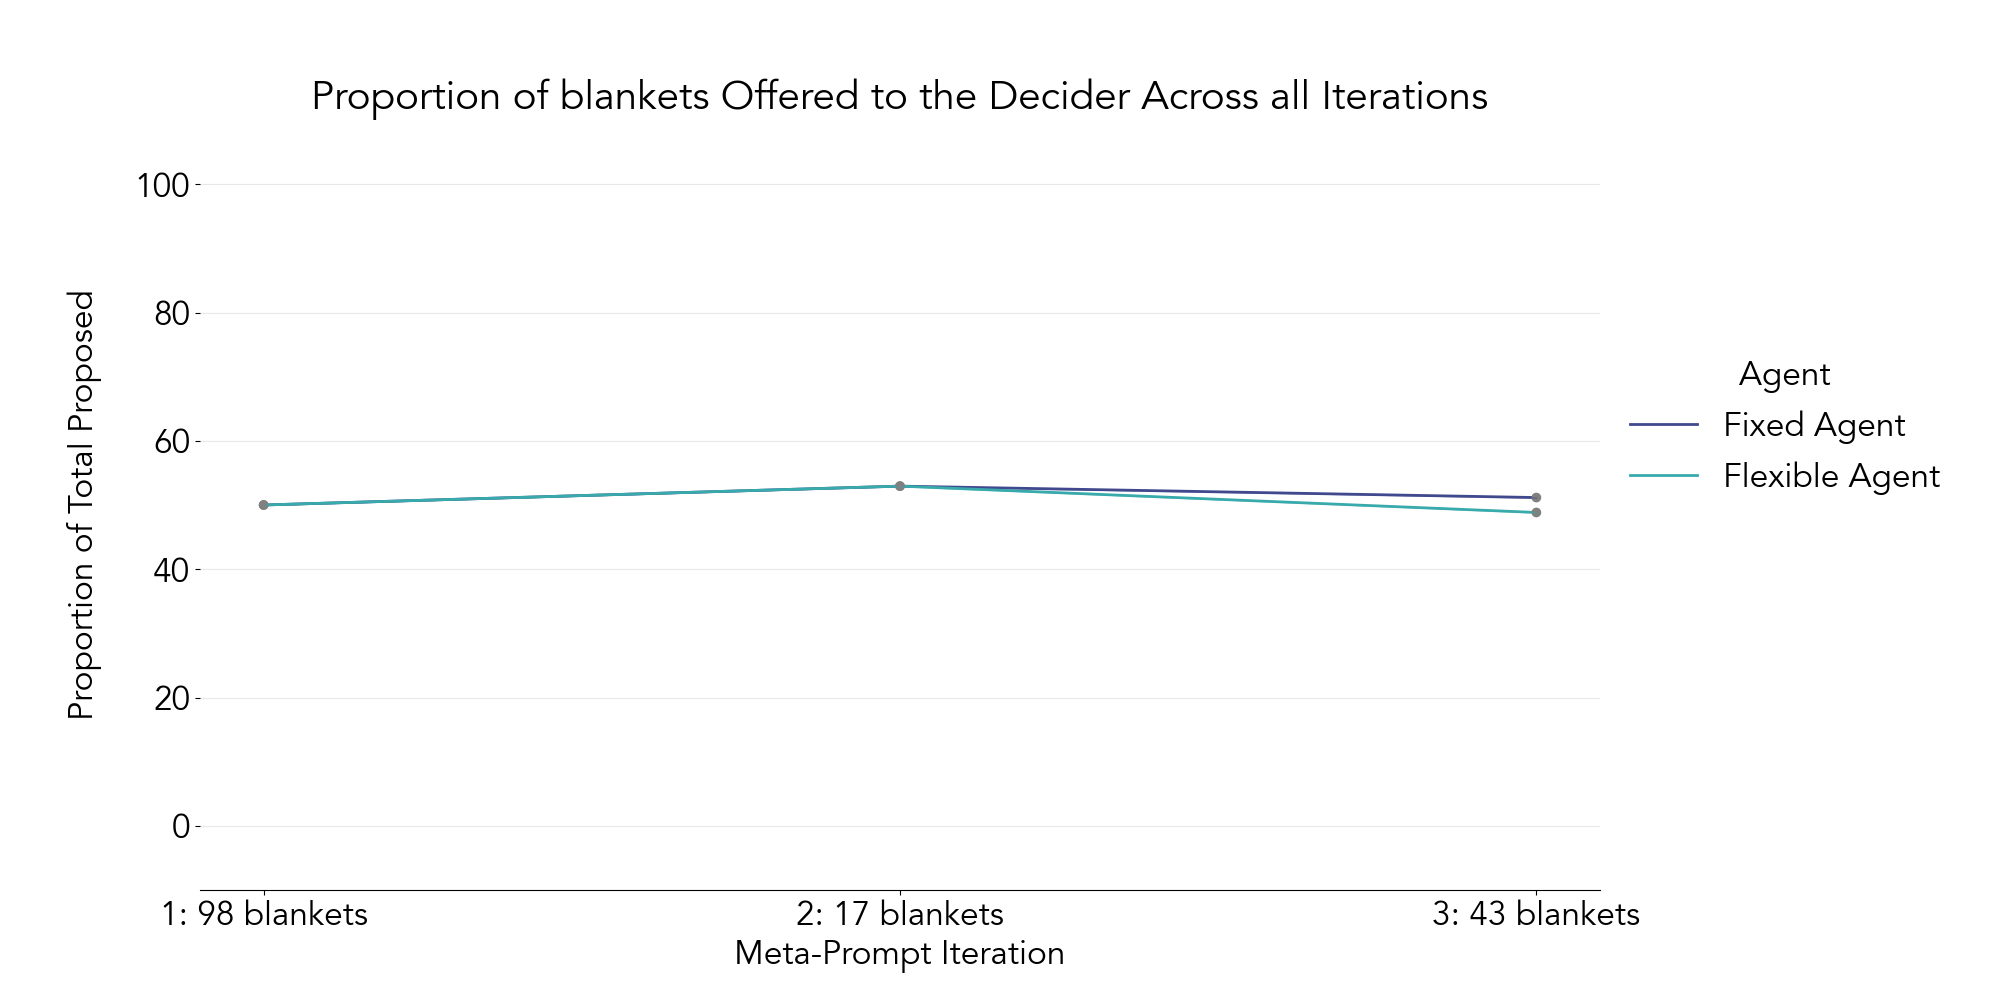 Proportion of blankets Offered to the Decider Across all Iterations
Proportion of Total Proposed
100
80
60
40
20
0
1: 98 blankets
2: 17 blankets
3: 43 blankets
Meta-Prompt Iteration
Agent
Fixed Agent
Flexible Agent